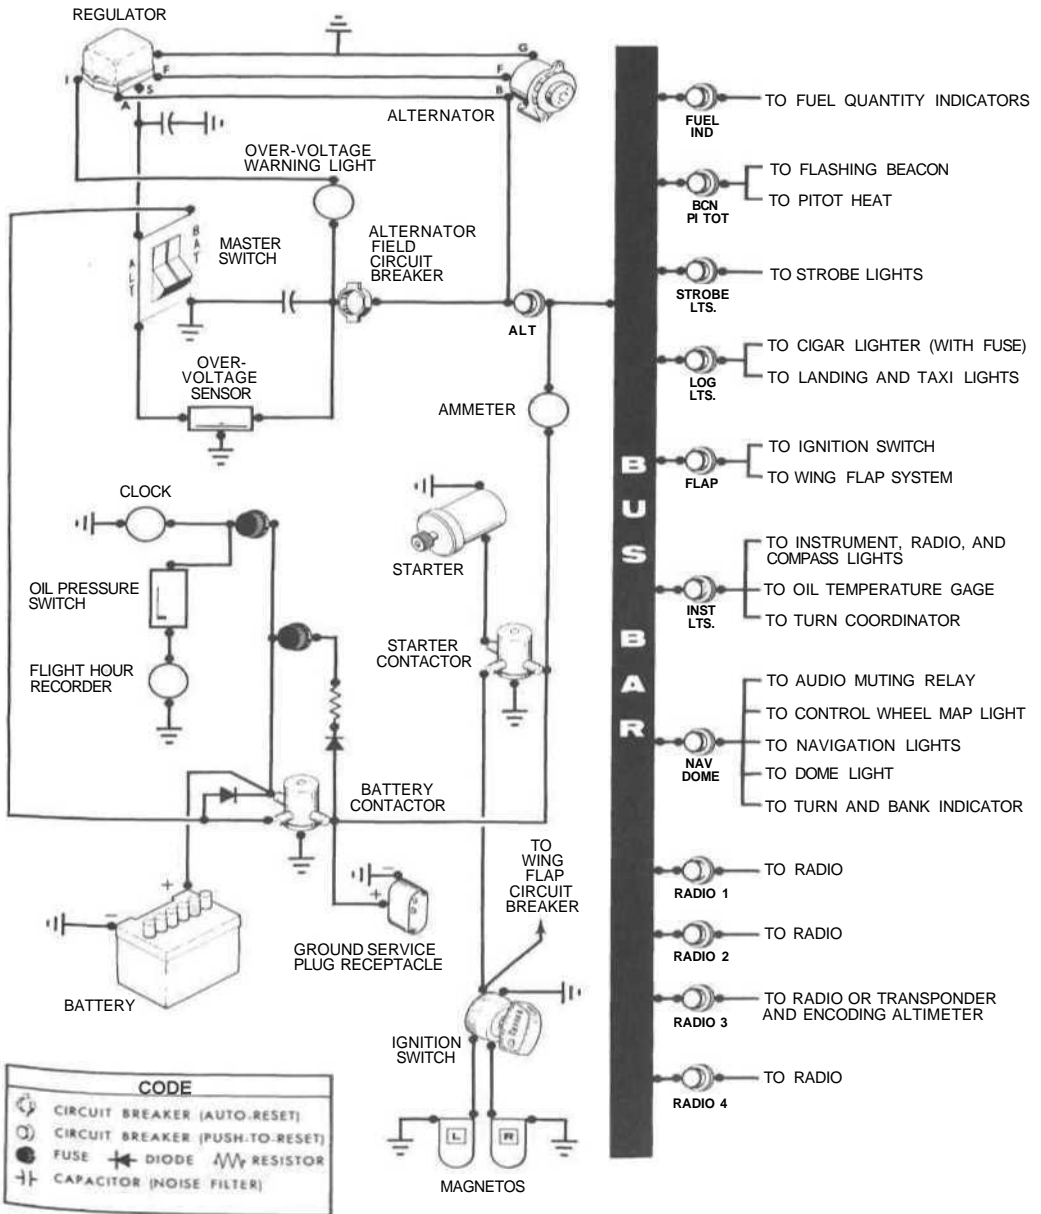 REGULATOR
G
I
F
F
S
A
B
ALTERNATOR
OVER-VOLTAGE
WARNING LIGHT
BAT
ALT
MASTER
SWITCH
ALTERNATOR
FIELD
CIRCUIT
BREAKER
ALT
OVER-
VOLTAGE
SENSOR
AMMETER
CLOCK
OIL PRESSURE
SWITCH
FLIGHT HOUR
RECORDER
STARTER
STARTER
CONTACTOR
BATTERY
CONTACTOR
+
-
BATTERY
-
+
GROUND SERVICE
PLUG RECEPTACLE
TO
WING
FLAP
CIRCUIT
BREAKER
IGNITION
SWITCH
L
R
MAGNETOS
BUS BAR
FUEL
IND
TO FUEL QUANTITY INDICATORS
BCN
PI TOT
TO FLASHING BEACON
TO PITOT HEAT
STROBE
LTS.
TO STROBE LIGHTS
LOG
LTS.
TO CIGAR LIGHTER (WITH FUSE)
TO LANDING AND TAXI LIGHTS
FLAP
TO IGNITION SWITCH
TO WING FLAP SYSTEM
INST
LTS.
TO INSTRUMENT, RADIO, AND
COMPASS LIGHTS
TO OIL TEMPERATURE GAGE
TO TURN COORDINATOR
NAV
DOME
TO AUDIO MUTING RELAY
TO CONTROL WHEEL MAP LIGHT
TO NAVIGATION LIGHTS
TO DOME LIGHT
TO TURN AND BANK INDICATOR
RADIO 1
TO RADIO
RADIO 2
TO RADIO
RADIO 3
TO RADIO OR TRANSPONDER
AND ENCODING ALTIMETER
RADIO 4
TO RADIO
CODE
CIRCUIT BREAKER (AUTO-RESET)
CIRCUIT BREAKER (PUSH-TO-RESET)
FUSE DIODE RESISTOR
CAPACITOR (NOISE FILTER)